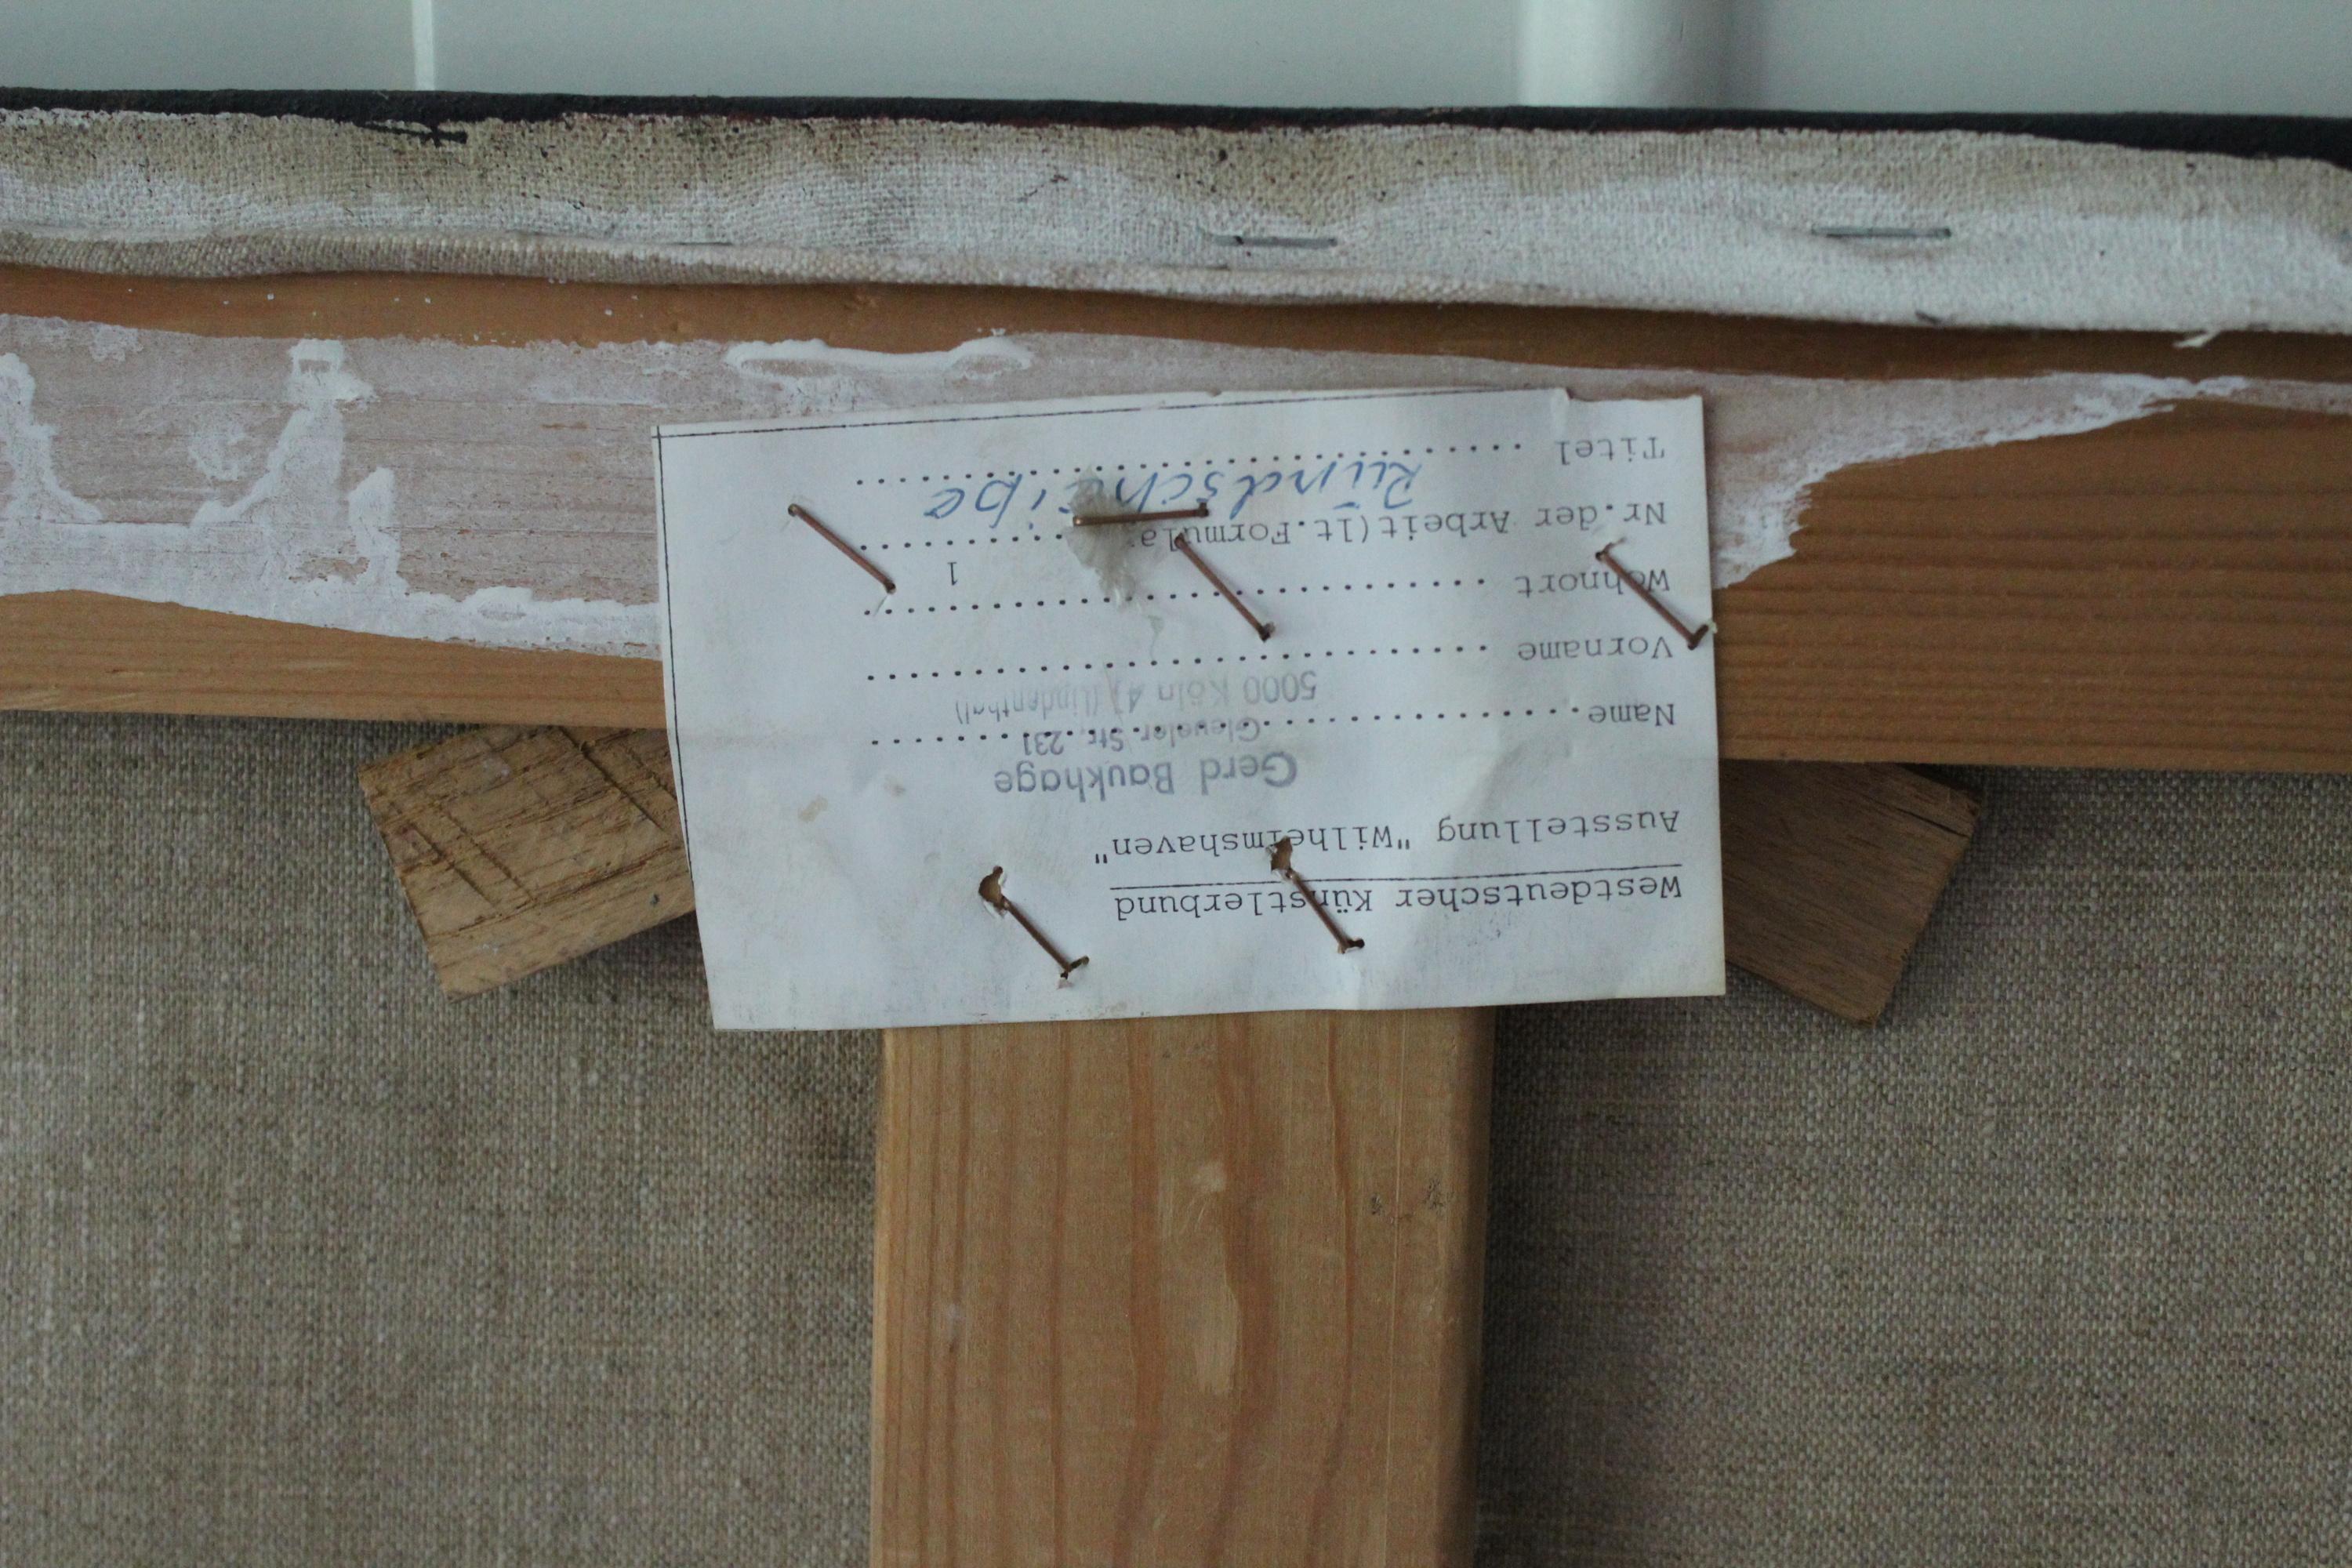 Westdeutscher Künstlerbund
Ausstellung "Wilhelmshaven"
Gerd Baukhage
Gleueler Str. 231
Name....................
5000 Köln 41 (Lindenthal)
Vorname ....................
Wohnort ....................
1
Nr.der Arbeit(lt.Formula ............
Rundscheibe
Titel ....................